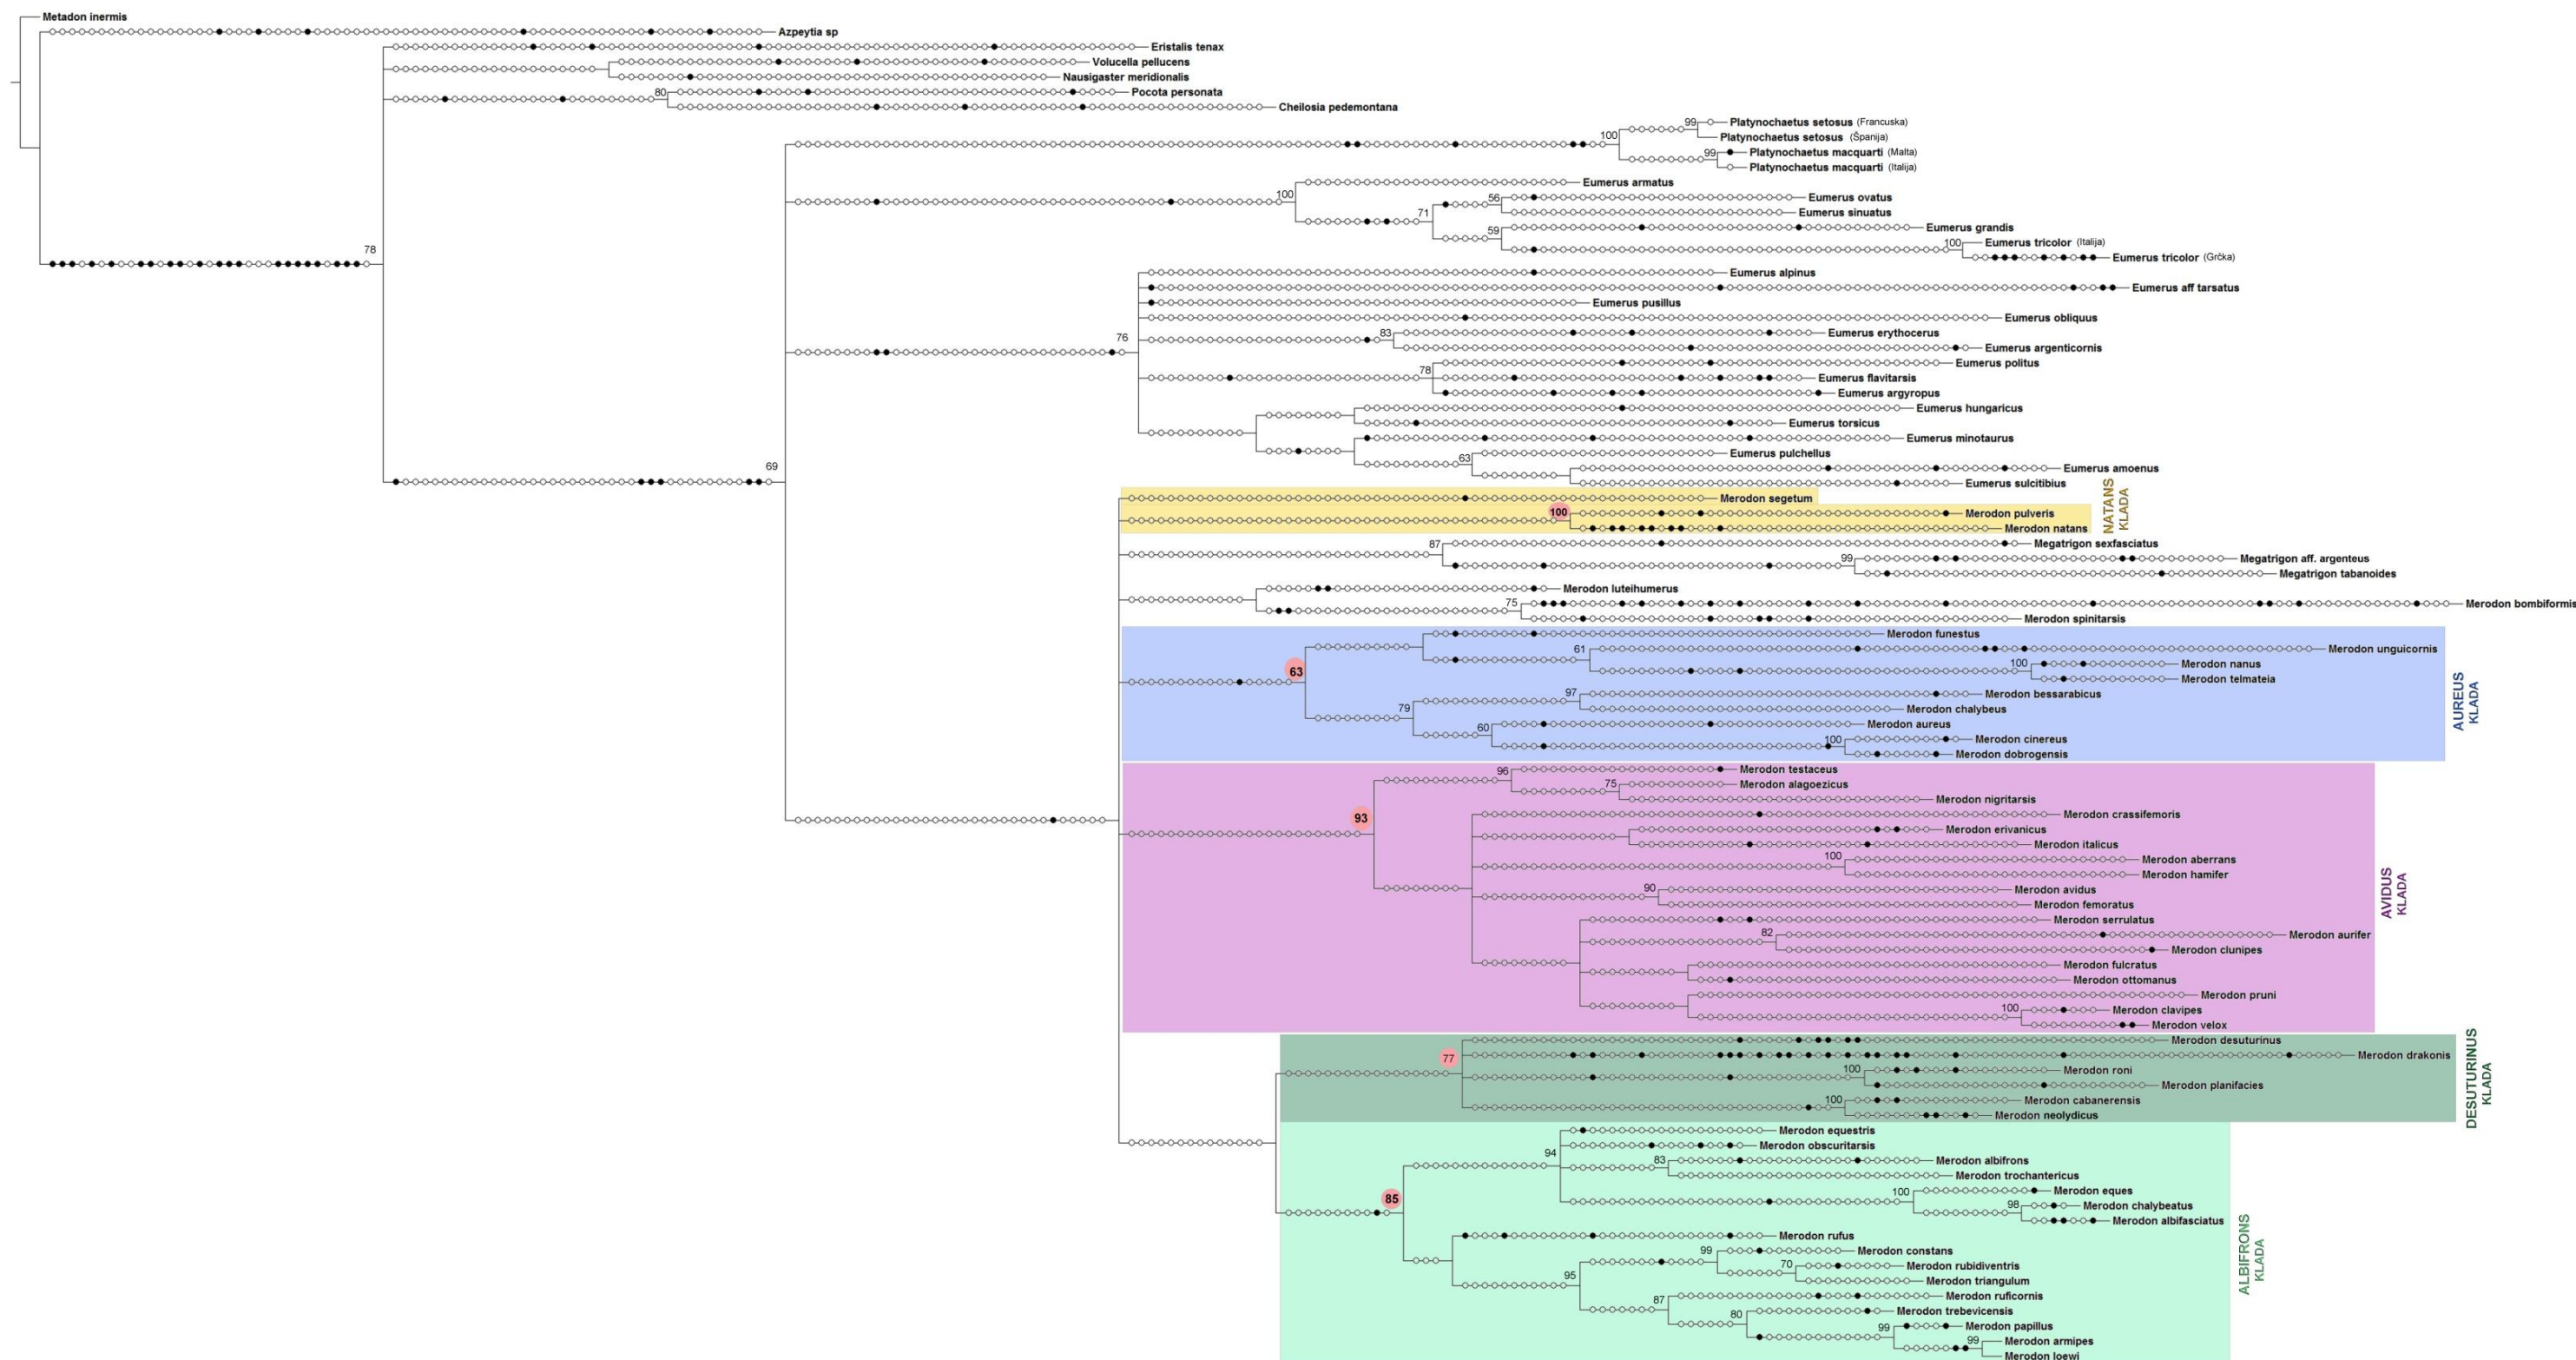 Metadon inermis
Azpeytia sp
Eristalis tenax
Volucella pellucens
Nausigaster meridionalis
80 Pocota personata
Cheilosia pedemontana
99 Platynochaetus setosus (Francuska)
100 Platynochaetus setosus (Španija)
99 Platynochaetus macquarti (Malta)
Platynochaetus macquarti (Italija)
Eumerus armatus
100 56 Eumerus ovatus
71 Eumerus sinuatus
59 Eumerus grandis
78 100 Eumerus tricolor (Italija)
Eumerus tricolor (Grčka)
Eumerus alpinus
Eumerus aff tarsatus
Eumerus pusillus
Eumerus obliquus
76 83 Eumerus erythocerus
Eumerus argenticornis
Eumerus politus
78 Eumerus flavitarsis
Eumerus argyropus
Eumerus hungaricus
Eumerus torsicus
Eumerus minotaurus
63 Eumerus pulchellus
69 Eumerus amoenus
Eumerus sulcitibius
Merodon segetum
100 Merodon pulveris
Merodon natans
NATANS
KLADA
87 Megatrigon sexfasciatus
99 Megatrigon aff. argenteus
Megatrigon tabanoides
Merodon luteihumerus
75 Merodon bombiformis
Merodon spinitarsis
Merodon funestus
61 Merodon unguicornis
63 100 Merodon nanus
Merodon telmateia
97 Merodon bessarabicus
79 Merodon chalybeus
60 Merodon aureus
100 Merodon cinereus
Merodon dobrogensis
AUREUS
KLADA
96 Merodon testaceus
75 Merodon alagoezicus
Merodon nigritarsis
93 Merodon crassifemoris
Merodon erivanicus
Merodon italicus
100 Merodon aberrans
Merodon hamifer
90 Merodon avidus
Merodon femoratus
Merodon serrulatus
82 Merodon aurifer
Merodon clunipes
Merodon fulcratus
Merodon ottomanus
Merodon pruni
100 Merodon clavipes
Merodon velox
AVIDUS
KLADA
Merodon desuturinus
77 Merodon drakonis
100 Merodon roni
Merodon planifacies
100 Merodon cabanerensis
Merodon neolydicus
DESUTURINUS
KLADA
Merodon equestris
94 Merodon obscuritarsis
83 Merodon albifrons
Merodon trochantericus
85 100 Merodon eques
98 Merodon chalybeatus
Merodon albifasciatus
Merodon rufus
99 Merodon constans
70 Merodon rubidiventris
95 Merodon triangulum
87 Merodon ruficornis
80 Merodon trebevicensis
99 Merodon papillus
99 Merodon armipes
Merodon loewi
ALBIFRONS
KLADA